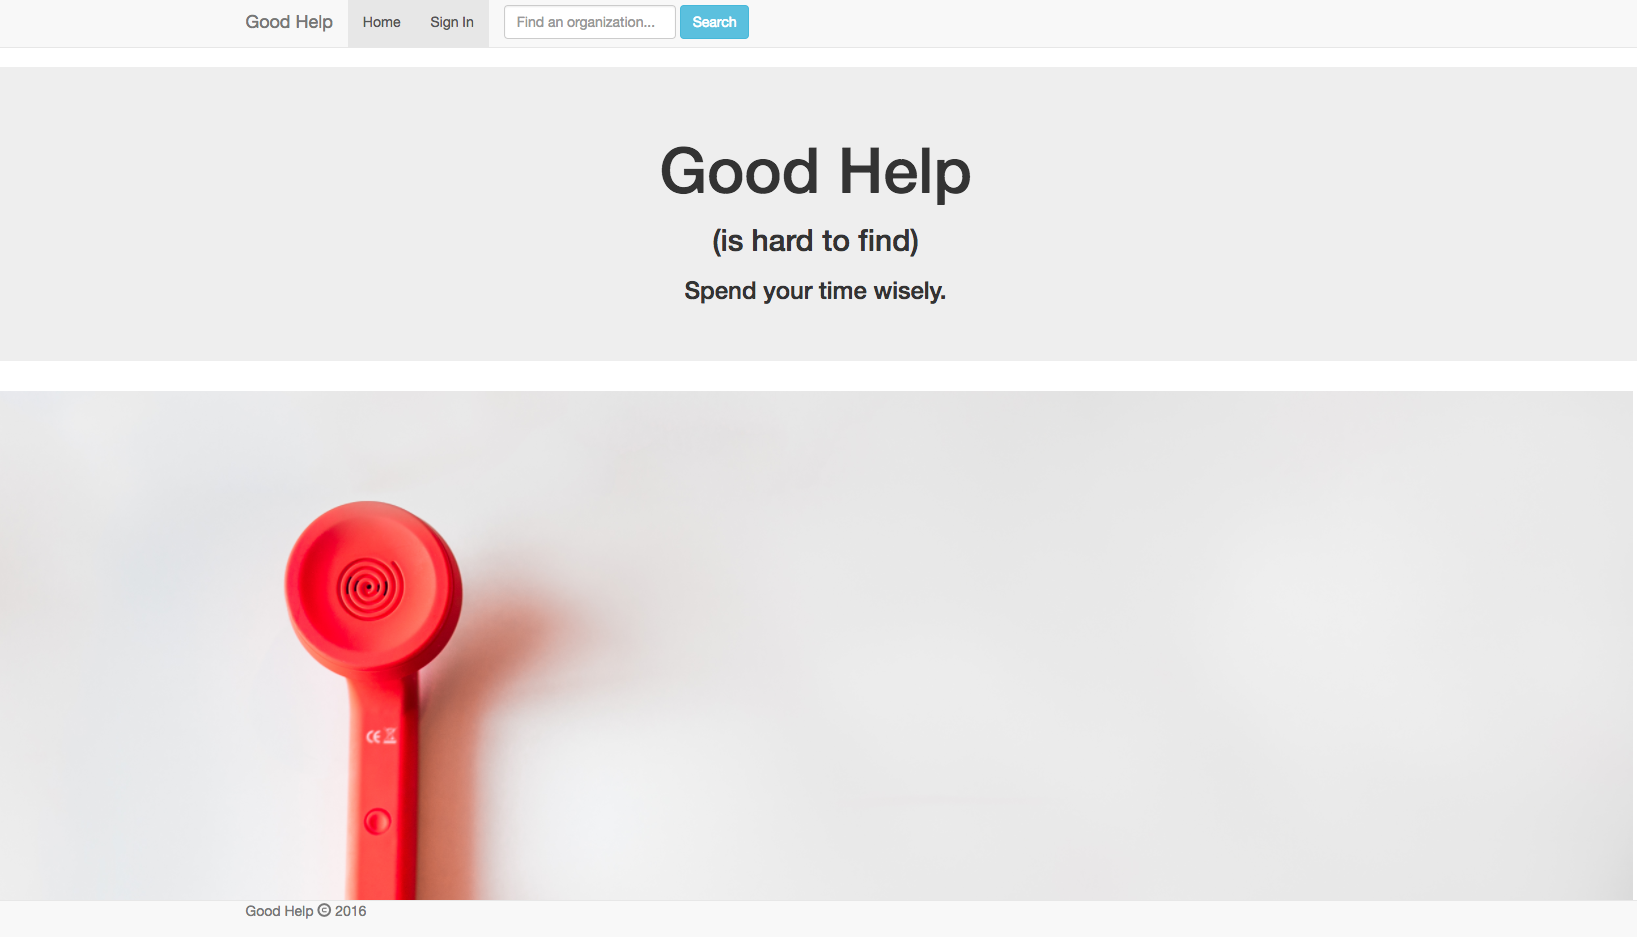 Good Help Home Sign In Find an organization... Search
Good Help
(is hard to find)
Spend your time wisely.
CE
Good Help © 2016